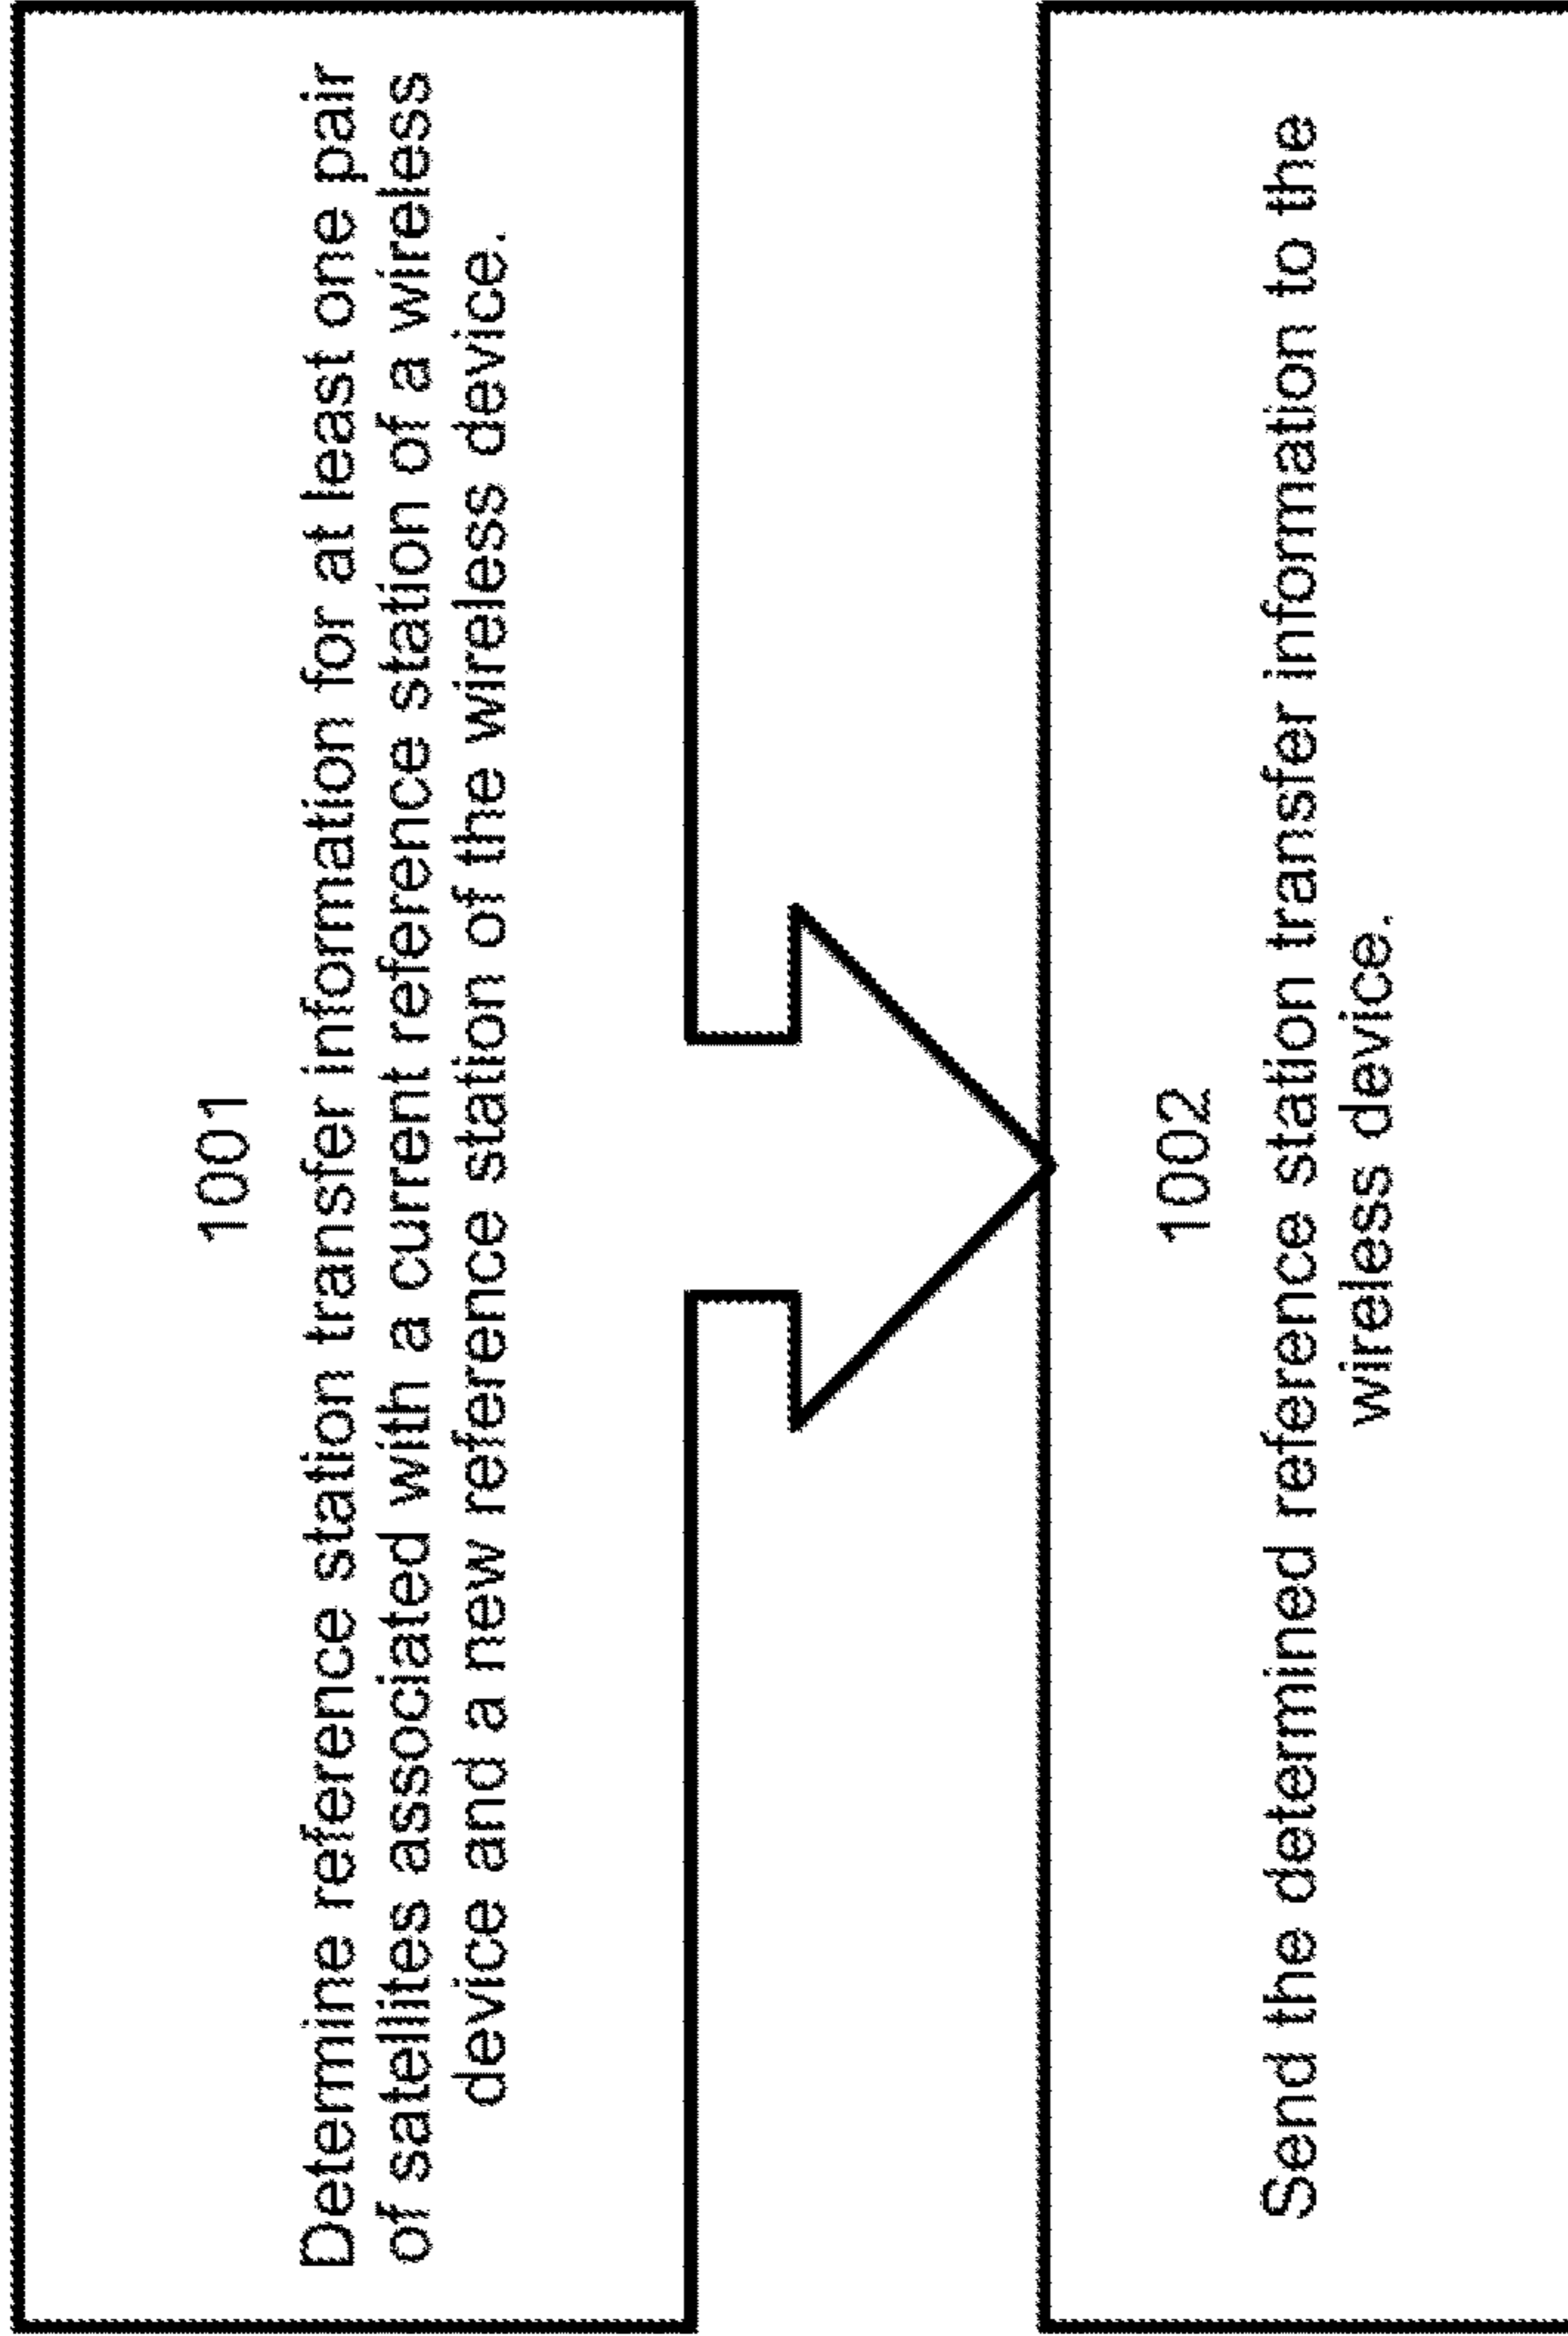 1001
Determine reference station transfer information for at least one pair
of satellites associated with a current reference station of a wireless
device and a new reference station of the wireless device.
1002
Send the determined reference station transfer information to the
wireless device.